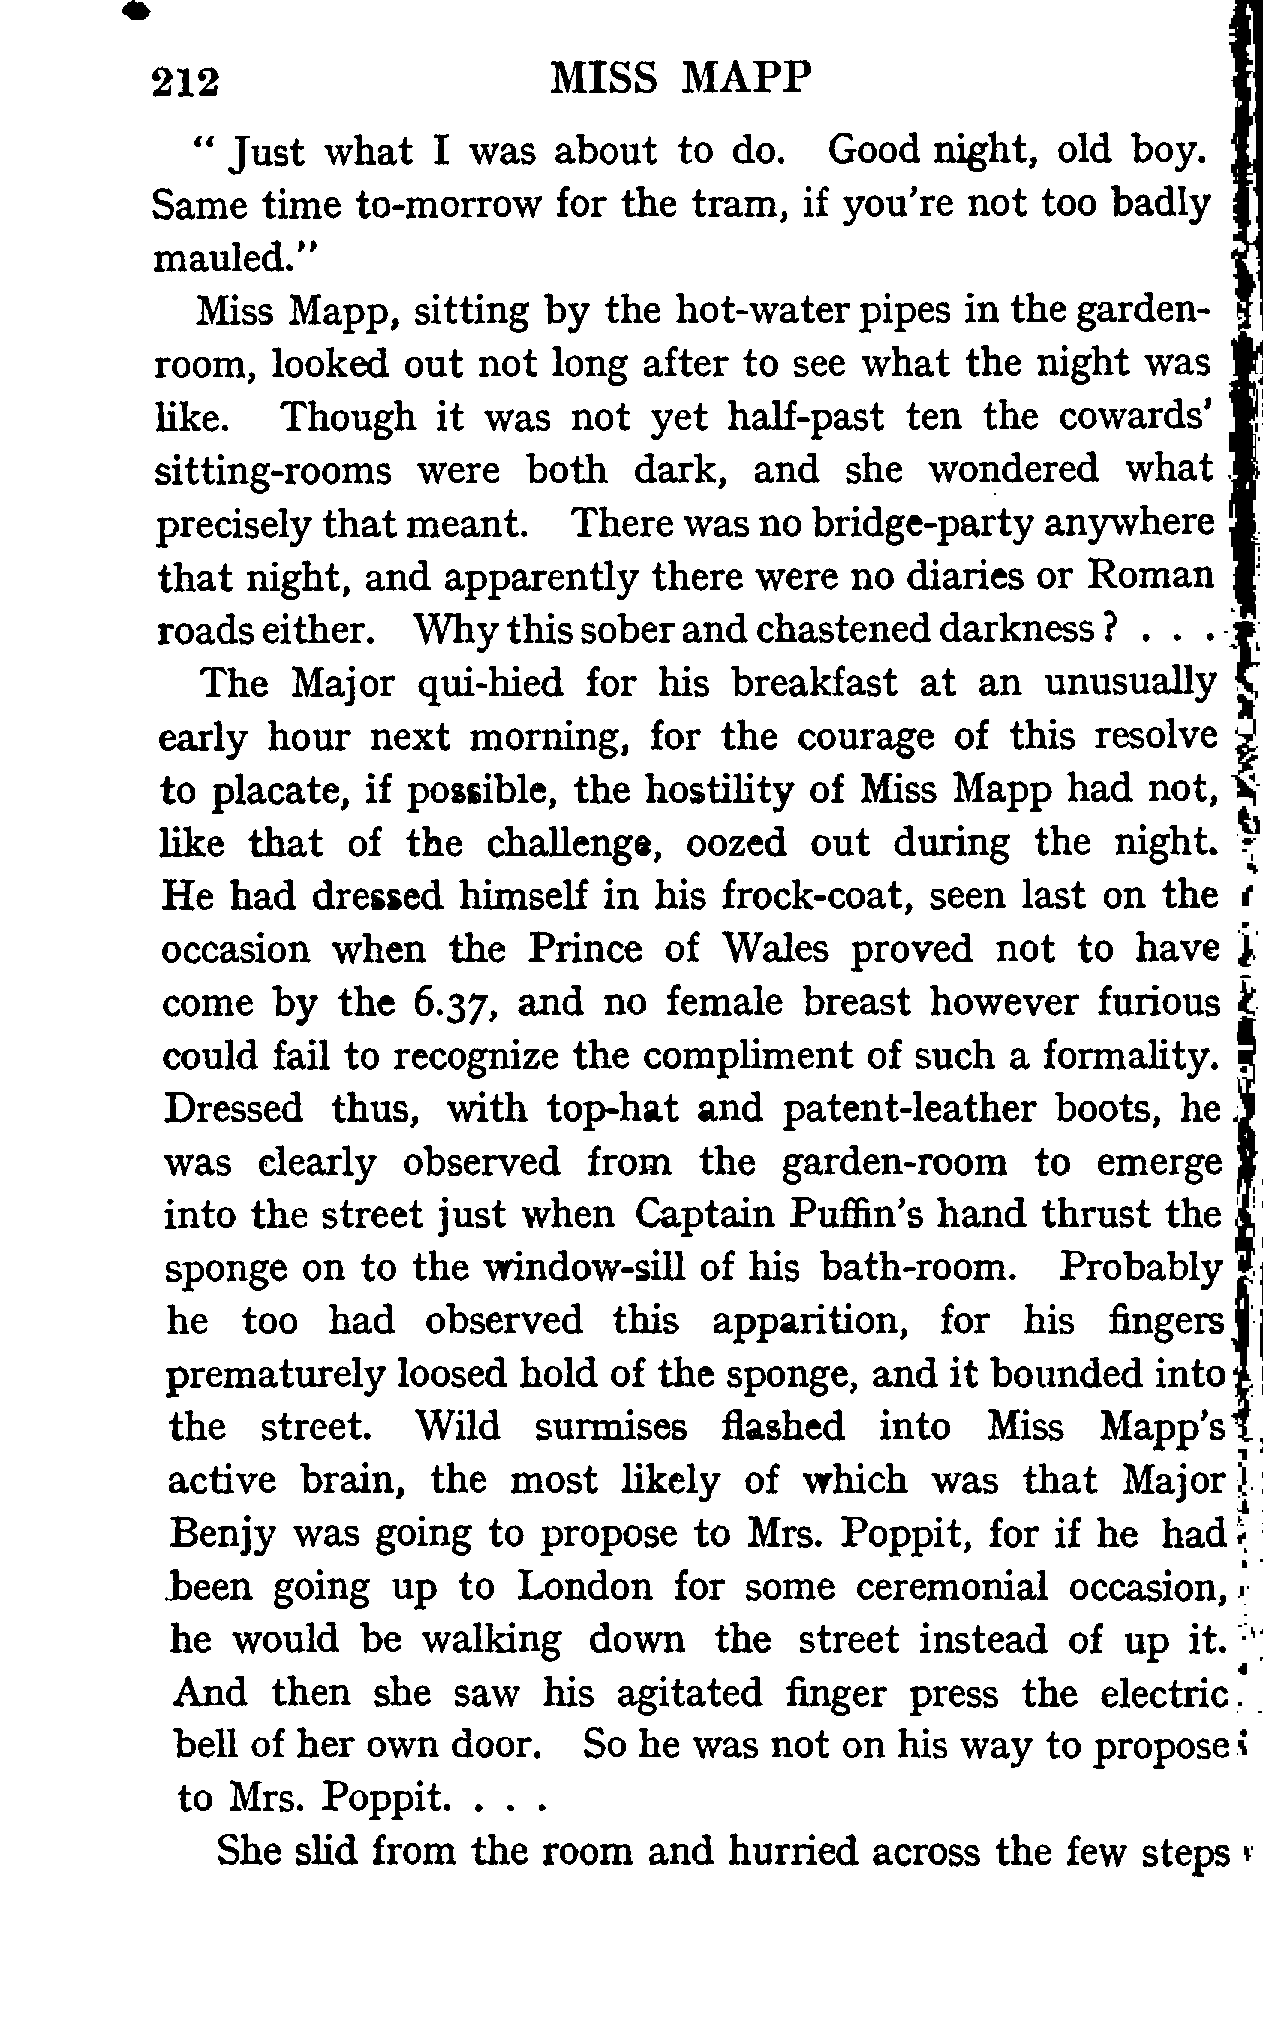 212 MISS MAPP
“ Just what I was about to do. Good night, old boy.
Same time to-morrow for the tram, if you're not too badly
mauled.”
Miss Mapp, sitting by the hot-water pipes in the garden-
room, looked out not long after to see what the night was
like. Though it was not yet half-past ten the cowards'
sitting-rooms were both dark, and she wondered what
precisely that meant. There was no bridge-party anywhere
that night, and apparently there were no diaries or Roman
roads either. Why this sober and chastened darkness ? . . .
The Major qui-hied for his breakfast at an unusually
early hour next morning, for the courage of this resolve
to placate, if possible, the hostility of Miss Mapp had not,
like that of the challenge, oozed out during the night.
He had dressed himself in his frock-coat, seen last on the
occasion when the Prince of Wales proved not to have
come by the 6.37, and no female breast however furious
could fail to recognize the compliment of such a formality.
Dressed thus, with top-hat and patent-leather boots, he
was clearly observed from the garden-room to emerge
into the street just when Captain Puffin's hand thrust the
sponge on to the window-sill of his bath-room. Probably
he too had observed this apparition, for his fingers
prematurely loosed hold of the sponge, and it bounded into
the street. Wild surmises flashed into Miss Mapp's
active brain, the most likely of which was that Major
Benjy was going to propose to Mrs. Poppit, for if he had
been going up to London for some ceremonial occasion,
he would be walking down the street instead of up it.
And then she saw his agitated finger press the electric
bell of her own door. So he was not on his way to propose
to Mrs. Poppit. . . .
She slid from the room and hurried across the few steps